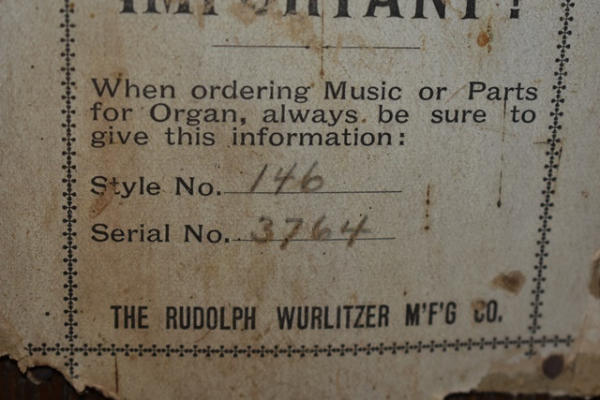 IMPORTANT!
When ordering Music or Parts
for Organ, always be sure to
give this information:
Style No. 146
Serial No. 3764
THE RUDOLPH WURLITZER M'F'G CO.